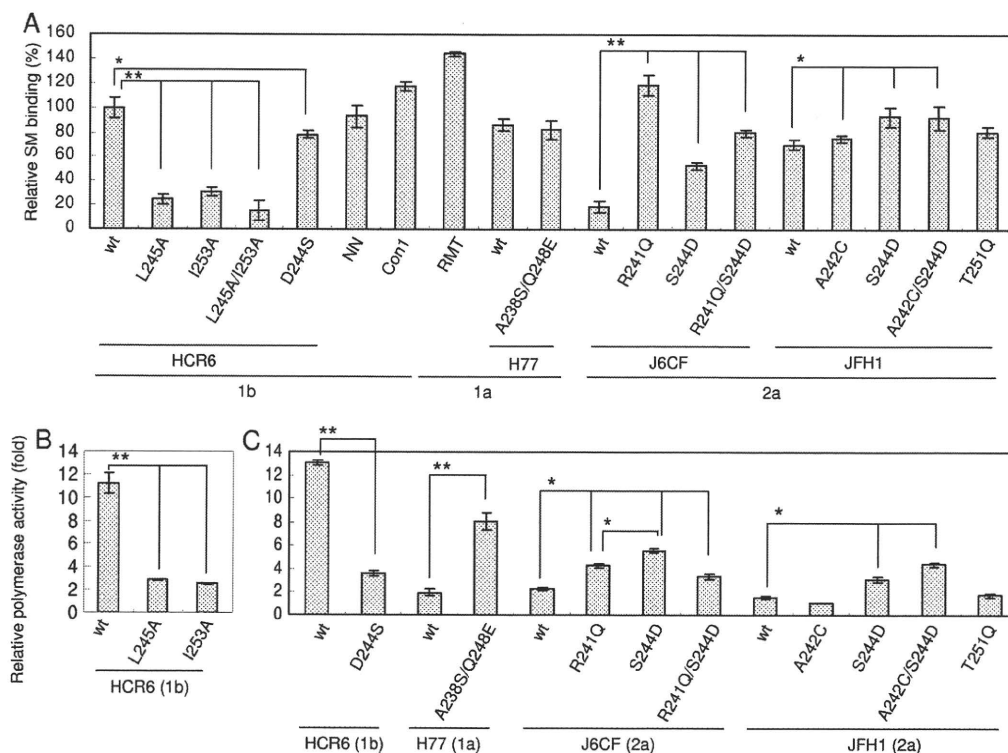 A
Relative SM binding (%)
160
140
120
100
80
60
40
20
0
*
**
**
*
wt
L245A
I253A
L245A/I253A
D244S
NN
Con1
RMT
wt
A238S/Q248E
wt
R241Q
S244D
R241Q/S244D
wt
A242C
S244D
A242C/S244D
T251Q
HCR6
H77
J6CF
JFH1
1b
1a
2a
B
Relative polymerase activity (fold)
14
12
10
8
6
4
2
0
**
wt
L245A
I253A
HCR6 (1b)
C
14
12
10
8
6
4
2
0
**
**
*
*
*
wt
D244S
wt
A238S/Q248E
wt
R241Q
S244D
R241Q/S244D
wt
A242C
S244D
A242C/S244D
T251Q
HCR6 (1b)
H77 (1a)
J6CF (2a)
JFH1 (2a)